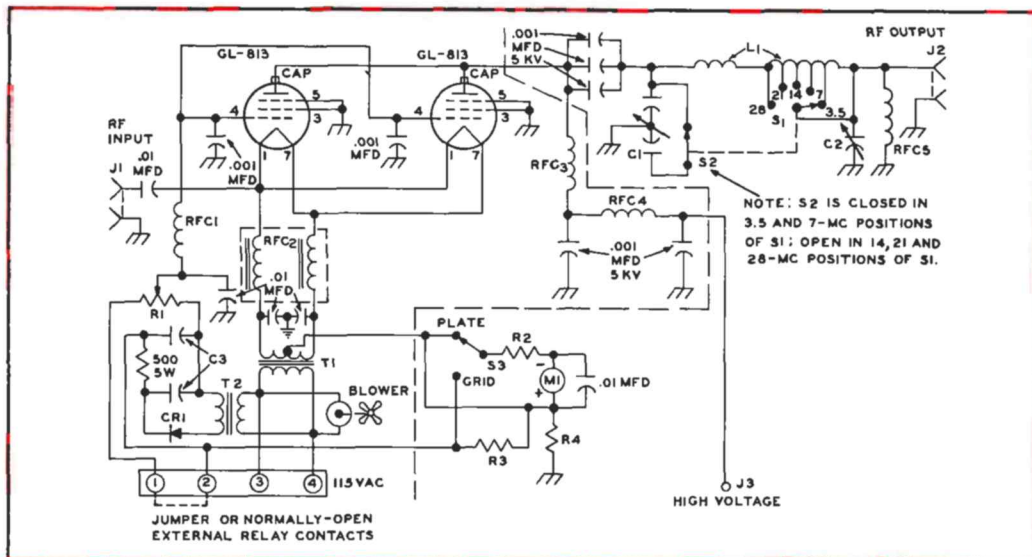 GL-813
CAP
4
5
3
1
7
.001
MFD
GL-813
CAP
4
5
3
1
7
.001
MFD
.001
MFD
5 KV
L1
28
21
14
7
3.5
S1
C2
RF OUTPUT
J2
RFC5
RF
INPUT
J1
.01
MFD
RFC1
RFC2
.01
MFD
RFC3
RFC4
.001
MFD
5 KV
C1
S2
NOTE: S2 IS CLOSED IN
3.5 AND 7-MC POSITIONS
OF S1; OPEN IN 14, 21 AND
28-MC POSITIONS OF S1.
R1
500
5W
C3
CR1
T2
T1
BLOWER
PLATE
S3
GRID
R2
-
M1
+
.01 MFD
R3
R4
1
2
3
4
115 VAC
J3
HIGH VOLTAGE
JUMPER OR NORMALLY-OPEN
EXTERNAL RELAY CONTACTS